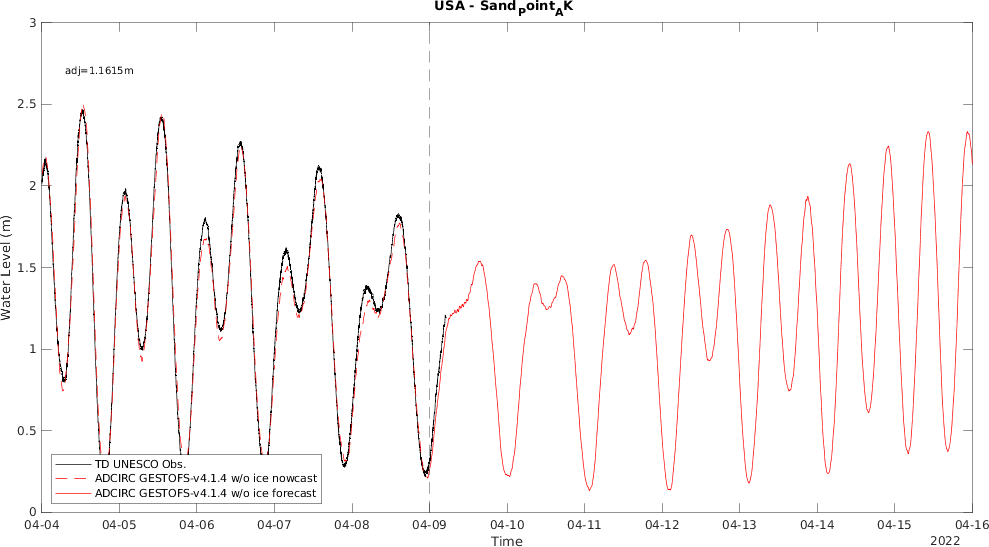 USA - Sand Point AK
3
adj=1.1615m
2.5
2
1.5
1
0.5
0
Water Level (m)
TD UNESCO Obs.
ADCIRC GESTOFS-v4.1.4 w/o ice nowcast
ADCIRC GESTOFS-v4.1.4 w/o ice forecast
04-04 04-05 04-06 04-07 04-08 04-09 04-10 04-11 04-12 04-13 04-14 04-15 04-16
Time
2022